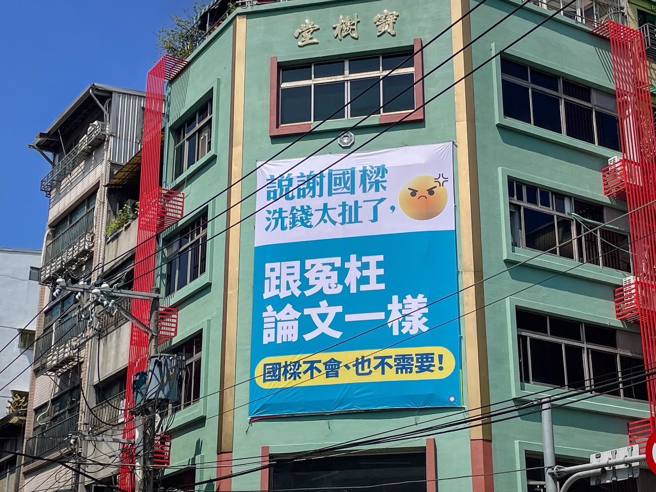 寶樹堂
說謝國樑
洗錢太扯了,
跟冤枉
論文一樣
國樑不會、也不需要!